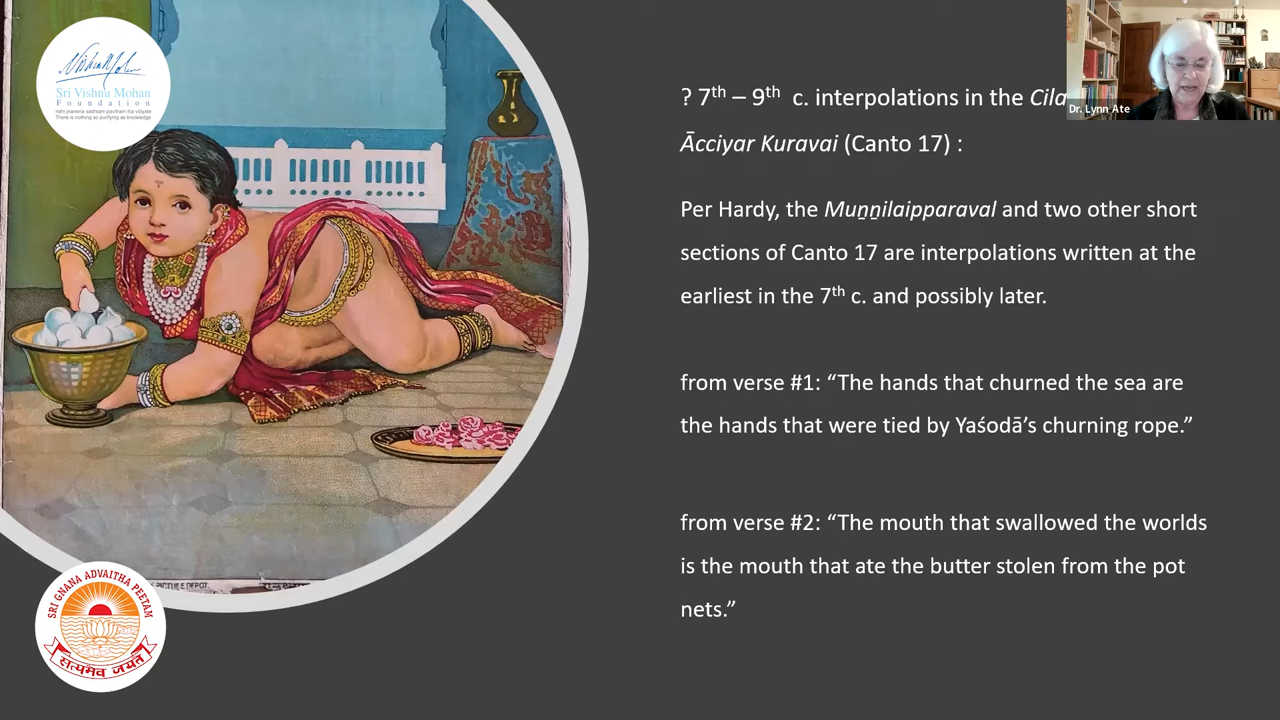 Sri Vishnu Mohan
Foundation
nahi jnanena sadrsam pavitram iha vidyate
There is nothing so purifying as knowledge
? 7th – 9th c. interpolations in the Cila
Ācciyar Kuravai (Canto 17) :
Dr. Lynn Ate
Per Hardy, the Muṉṉilaipparaval and two other short
sections of Canto 17 are interpolations written at the
earliest in the 7th c. and possibly later.
from verse #1: “The hands that churned the sea are
the hands that were tied by Yaśodā’s churning rope.”
from verse #2: “The mouth that swallowed the worlds
is the mouth that ate the butter stolen from the pot
nets.”
PICTURE DEPOT.
SRI GNANA ADVAITHA PEETAM
सत्यमेव जयते